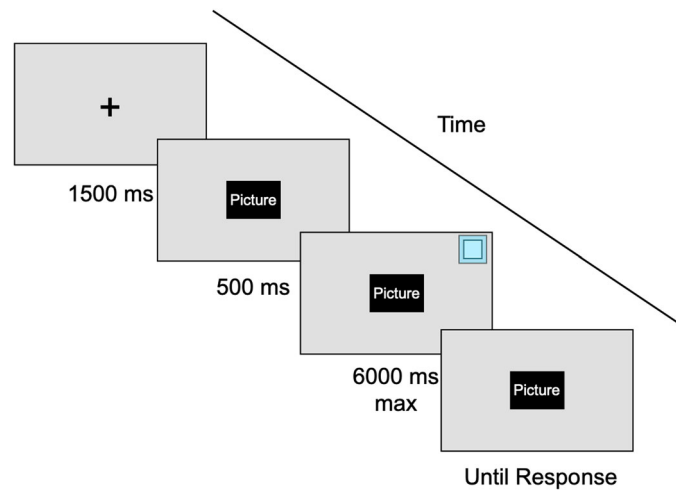 +
Time
1500 ms
Picture
500 ms
Picture
6000 ms
max
Picture
Until Response